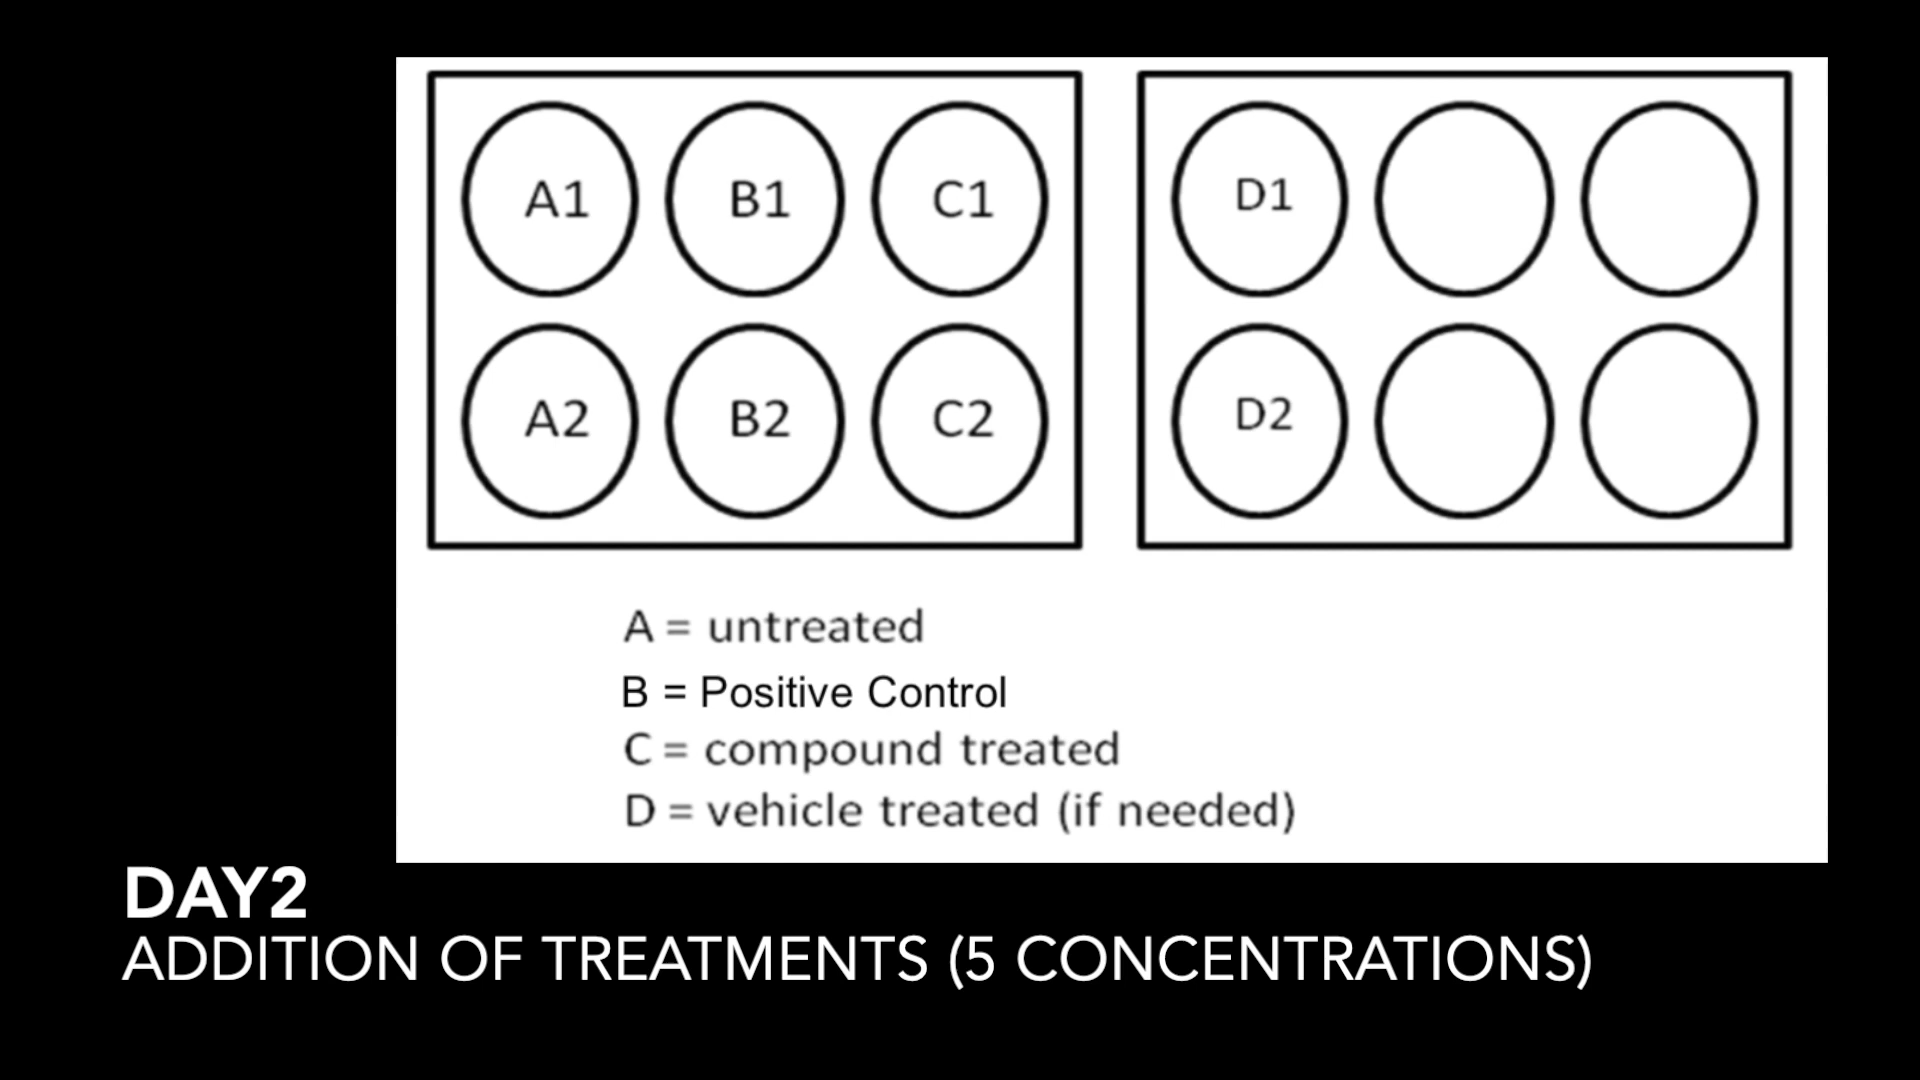 A1 B1 C1 D1
A2 B2 C2 D2
A = untreated
B = Positive Control
C = compound treated
D = vehicle treated (if needed)
DAY2
ADDITION OF TREATMENTS (5 CONCENTRATIONS)